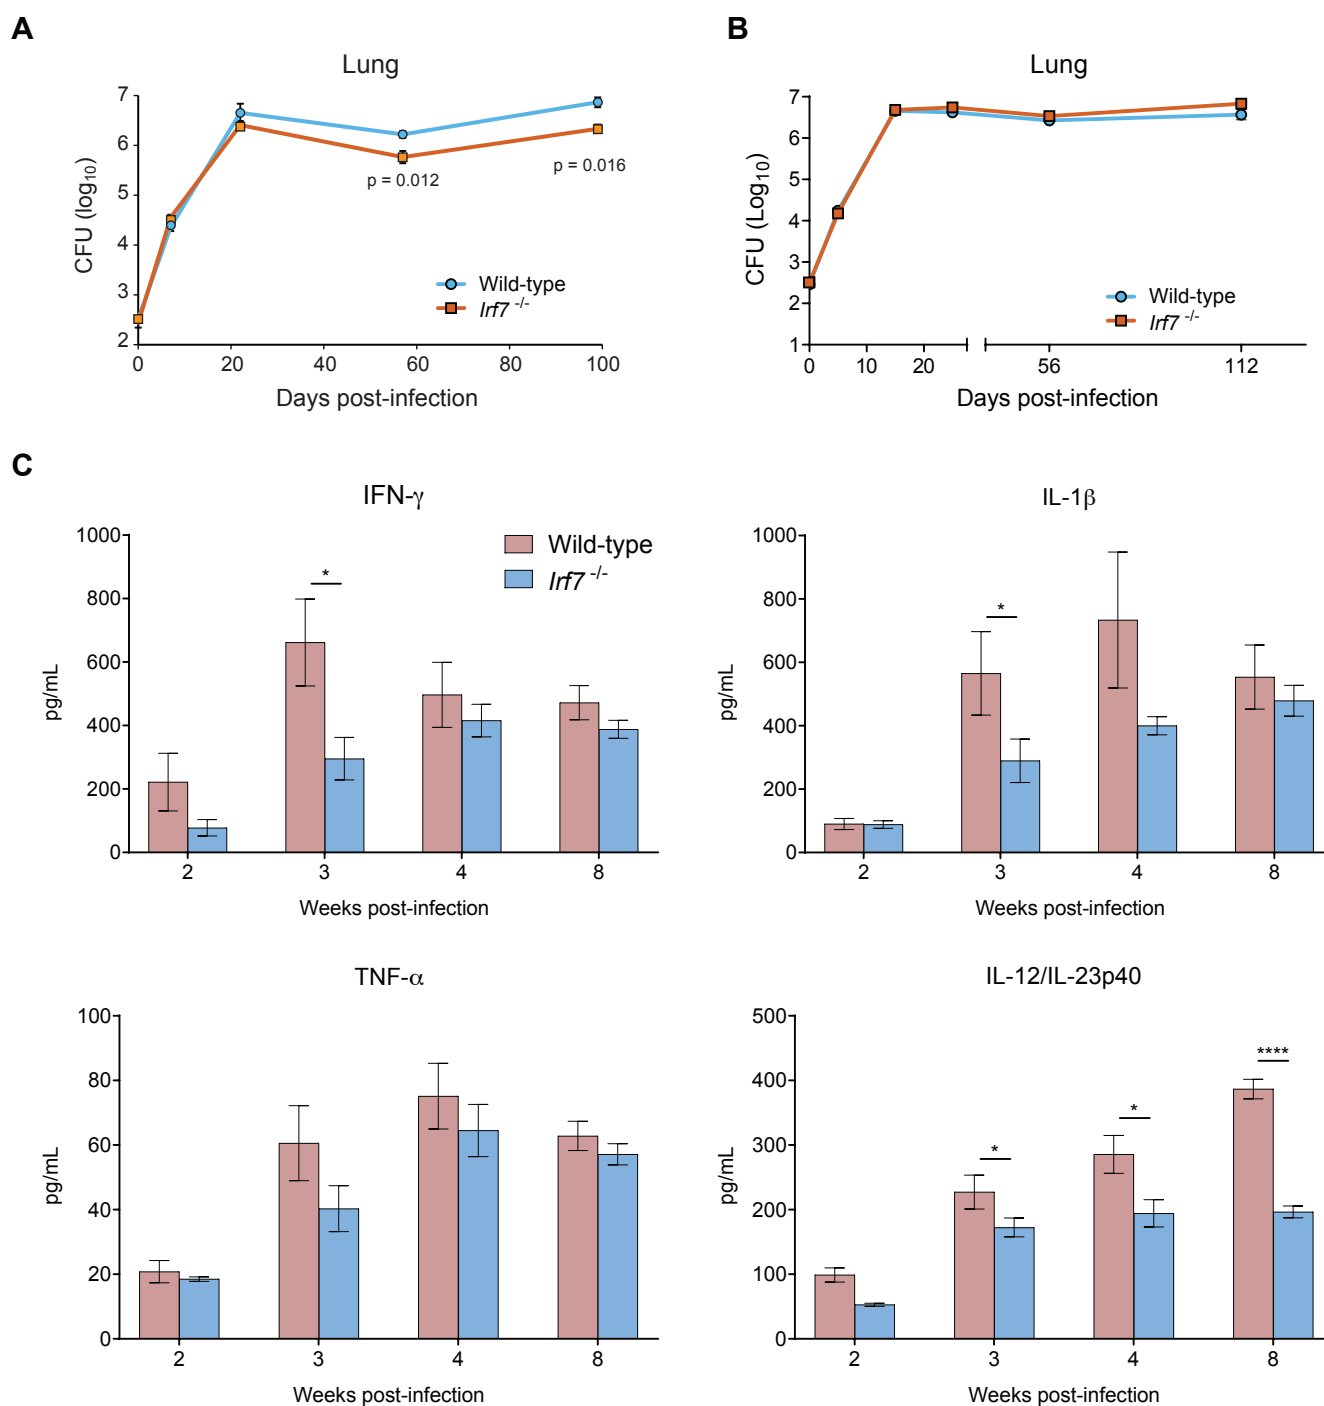 A
Lung
CFU (log10)
7
6
5
4
3
2
0
20
40
60
80
100
p = 0.012
p = 0.016
Wild-type
Irf7 -/-
Days post-infection
B
Lung
CFU (Log10)
7
6
5
4
3
2
1
0
10
20
56
112
Wild-type
Irf7 -/-
Days post-infection
C
IFN-γ
pg/mL
1000
800
600
400
200
0
*
Wild-type
Irf7 -/-
2
3
4
8
Weeks post-infection
IL-1β
pg/mL
1000
800
600
400
200
0
*
2
3
4
8
Weeks post-infection
TNF-α
pg/mL
100
80
60
40
20
0
2
3
4
8
Weeks post-infection
IL-12/IL-23p40
pg/mL
500
400
300
200
100
0
*
*
****
2
3
4
8
Weeks post-infection